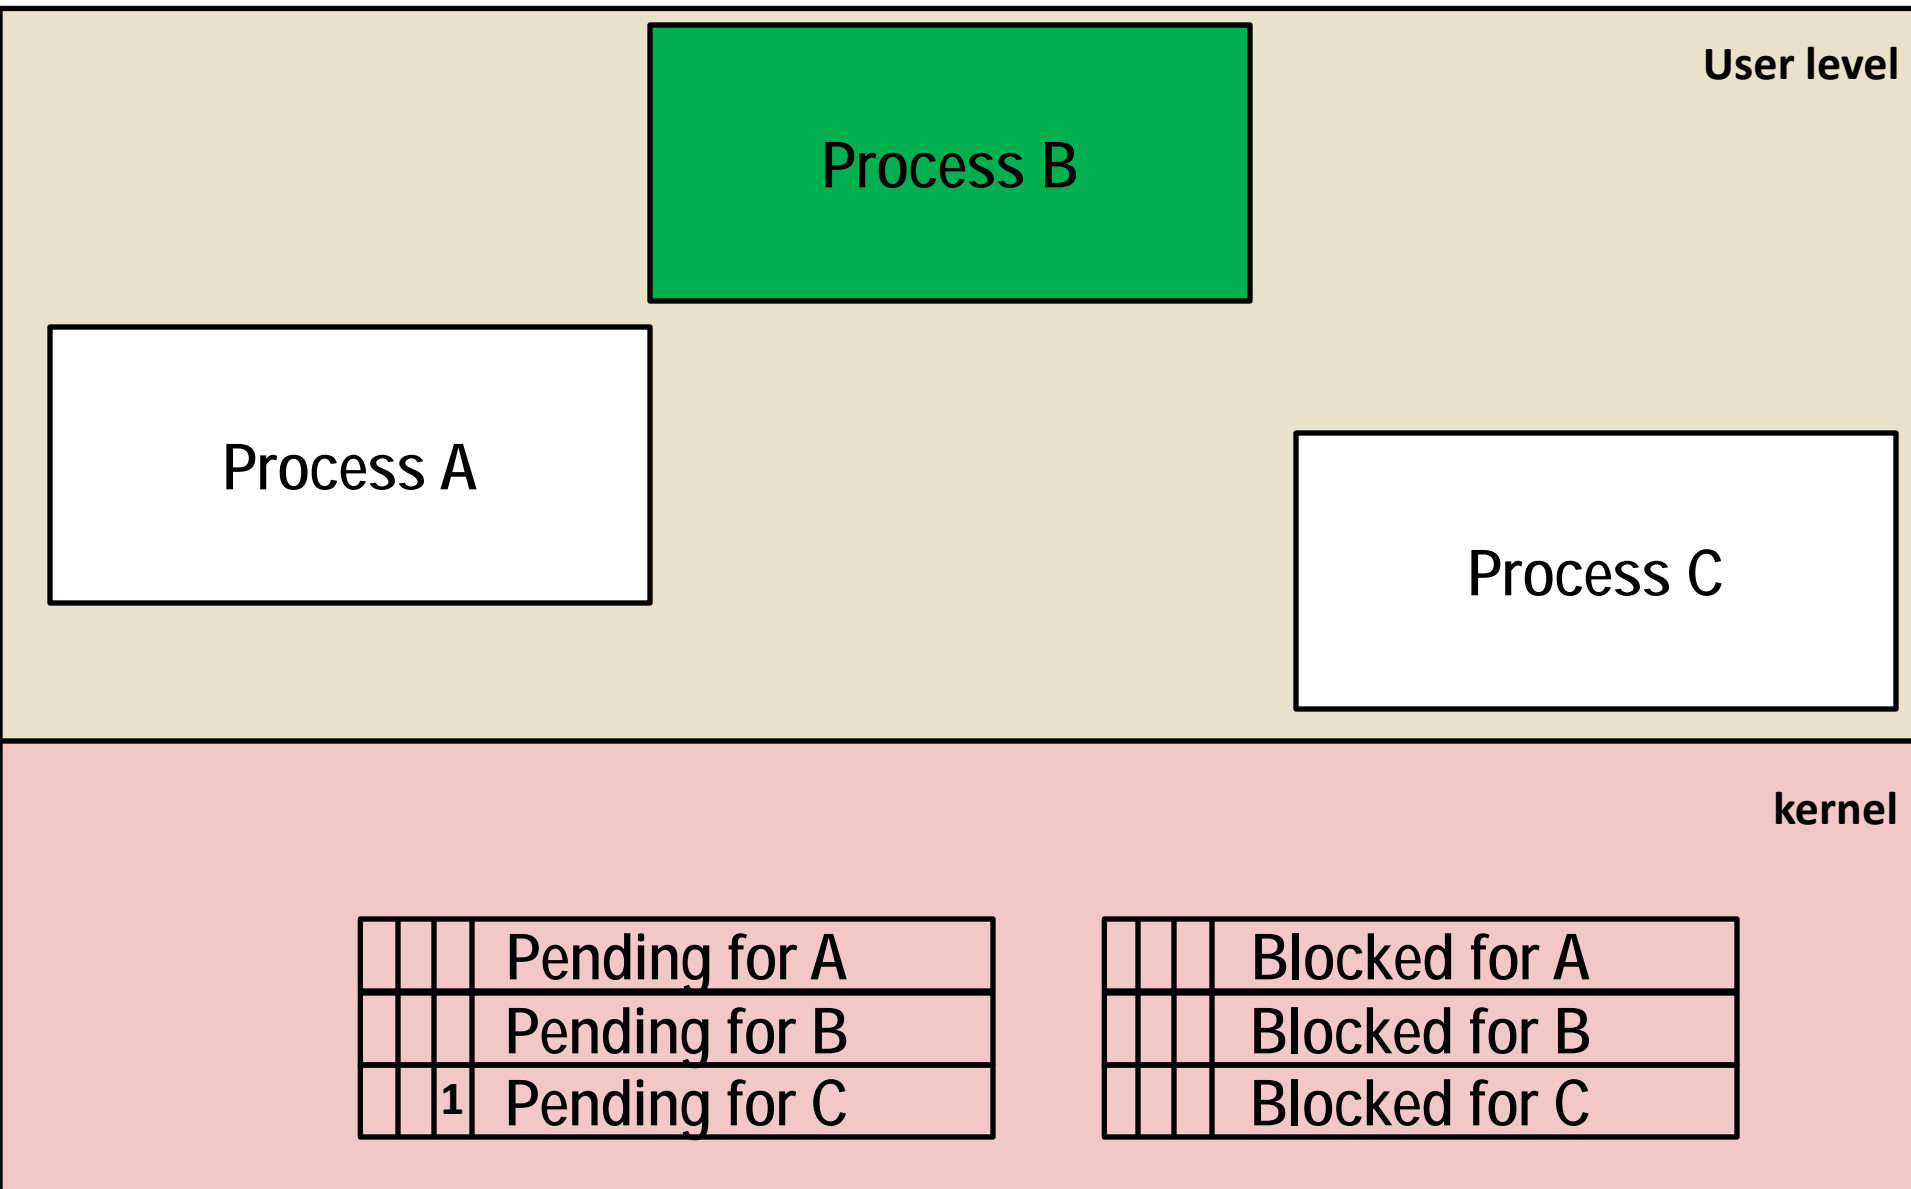 User level
Process B
Process A
Process C
kernel
Pending for A
Blocked for A
Pending for B
Blocked for B
1 Pending for C
Blocked for C